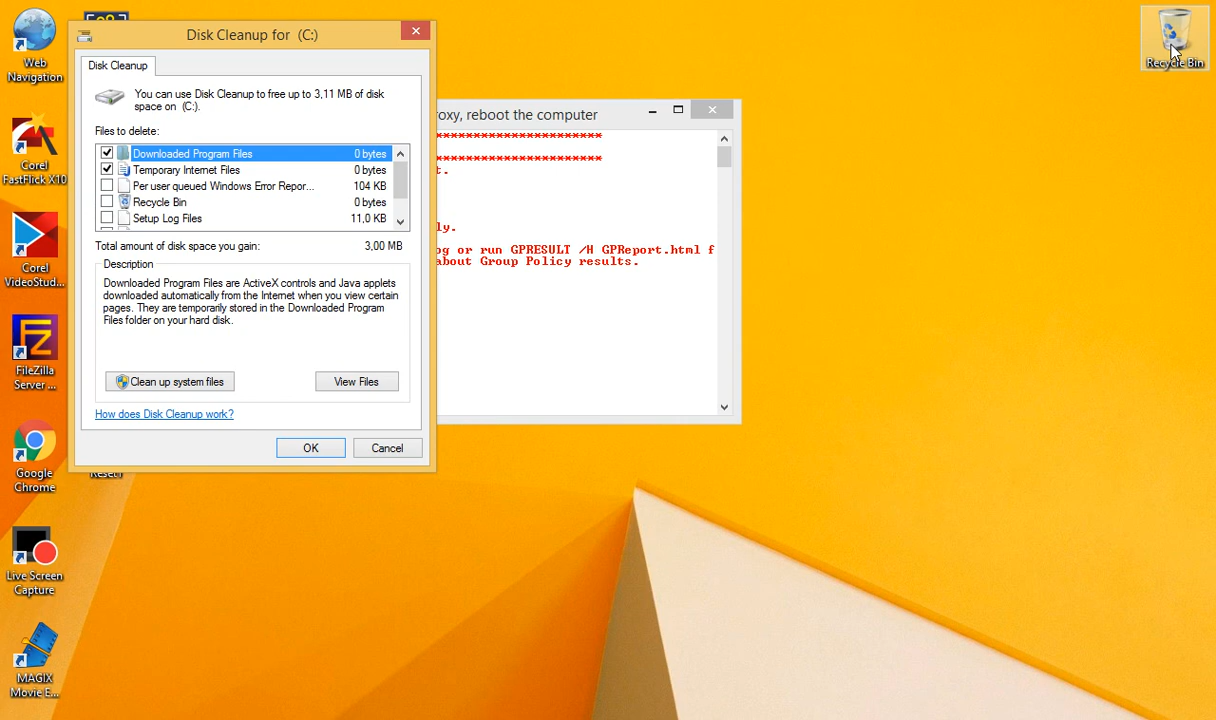 Web
Navigation
Corel
FastFlick X10
Corel
VideoStud...
FileZilla
Server ...
Google
Chrome
Live Screen
Capture
MAGIX
Movie E...
Disk Cleanup for (C:)
Disk Cleanup
You can use Disk Cleanup to free up to 3,11 MB of disk
space on (C:).
Files to delete:
Downloaded Program Files 0 bytes
Temporary Internet Files 0 bytes
Per user queued Windows Error Repor... 104 KB
Recycle Bin 0 bytes
Setup Log Files 11,0 KB
Total amount of disk space you gain: 3,00 MB
Description
Downloaded Program Files are ActiveX controls and Java applets
downloaded automatically from the Internet when you view certain
pages. They are temporarily stored in the Downloaded Program
Files folder on your hard disk.
Clean up system files
View Files
How does Disk Cleanup work?
OK
Cancel
oxy, reboot the computer
************************
************************
t.
ly.
og or run GPRESULT /H GPReport.html f
about Group Policy results.
Recycle Bin